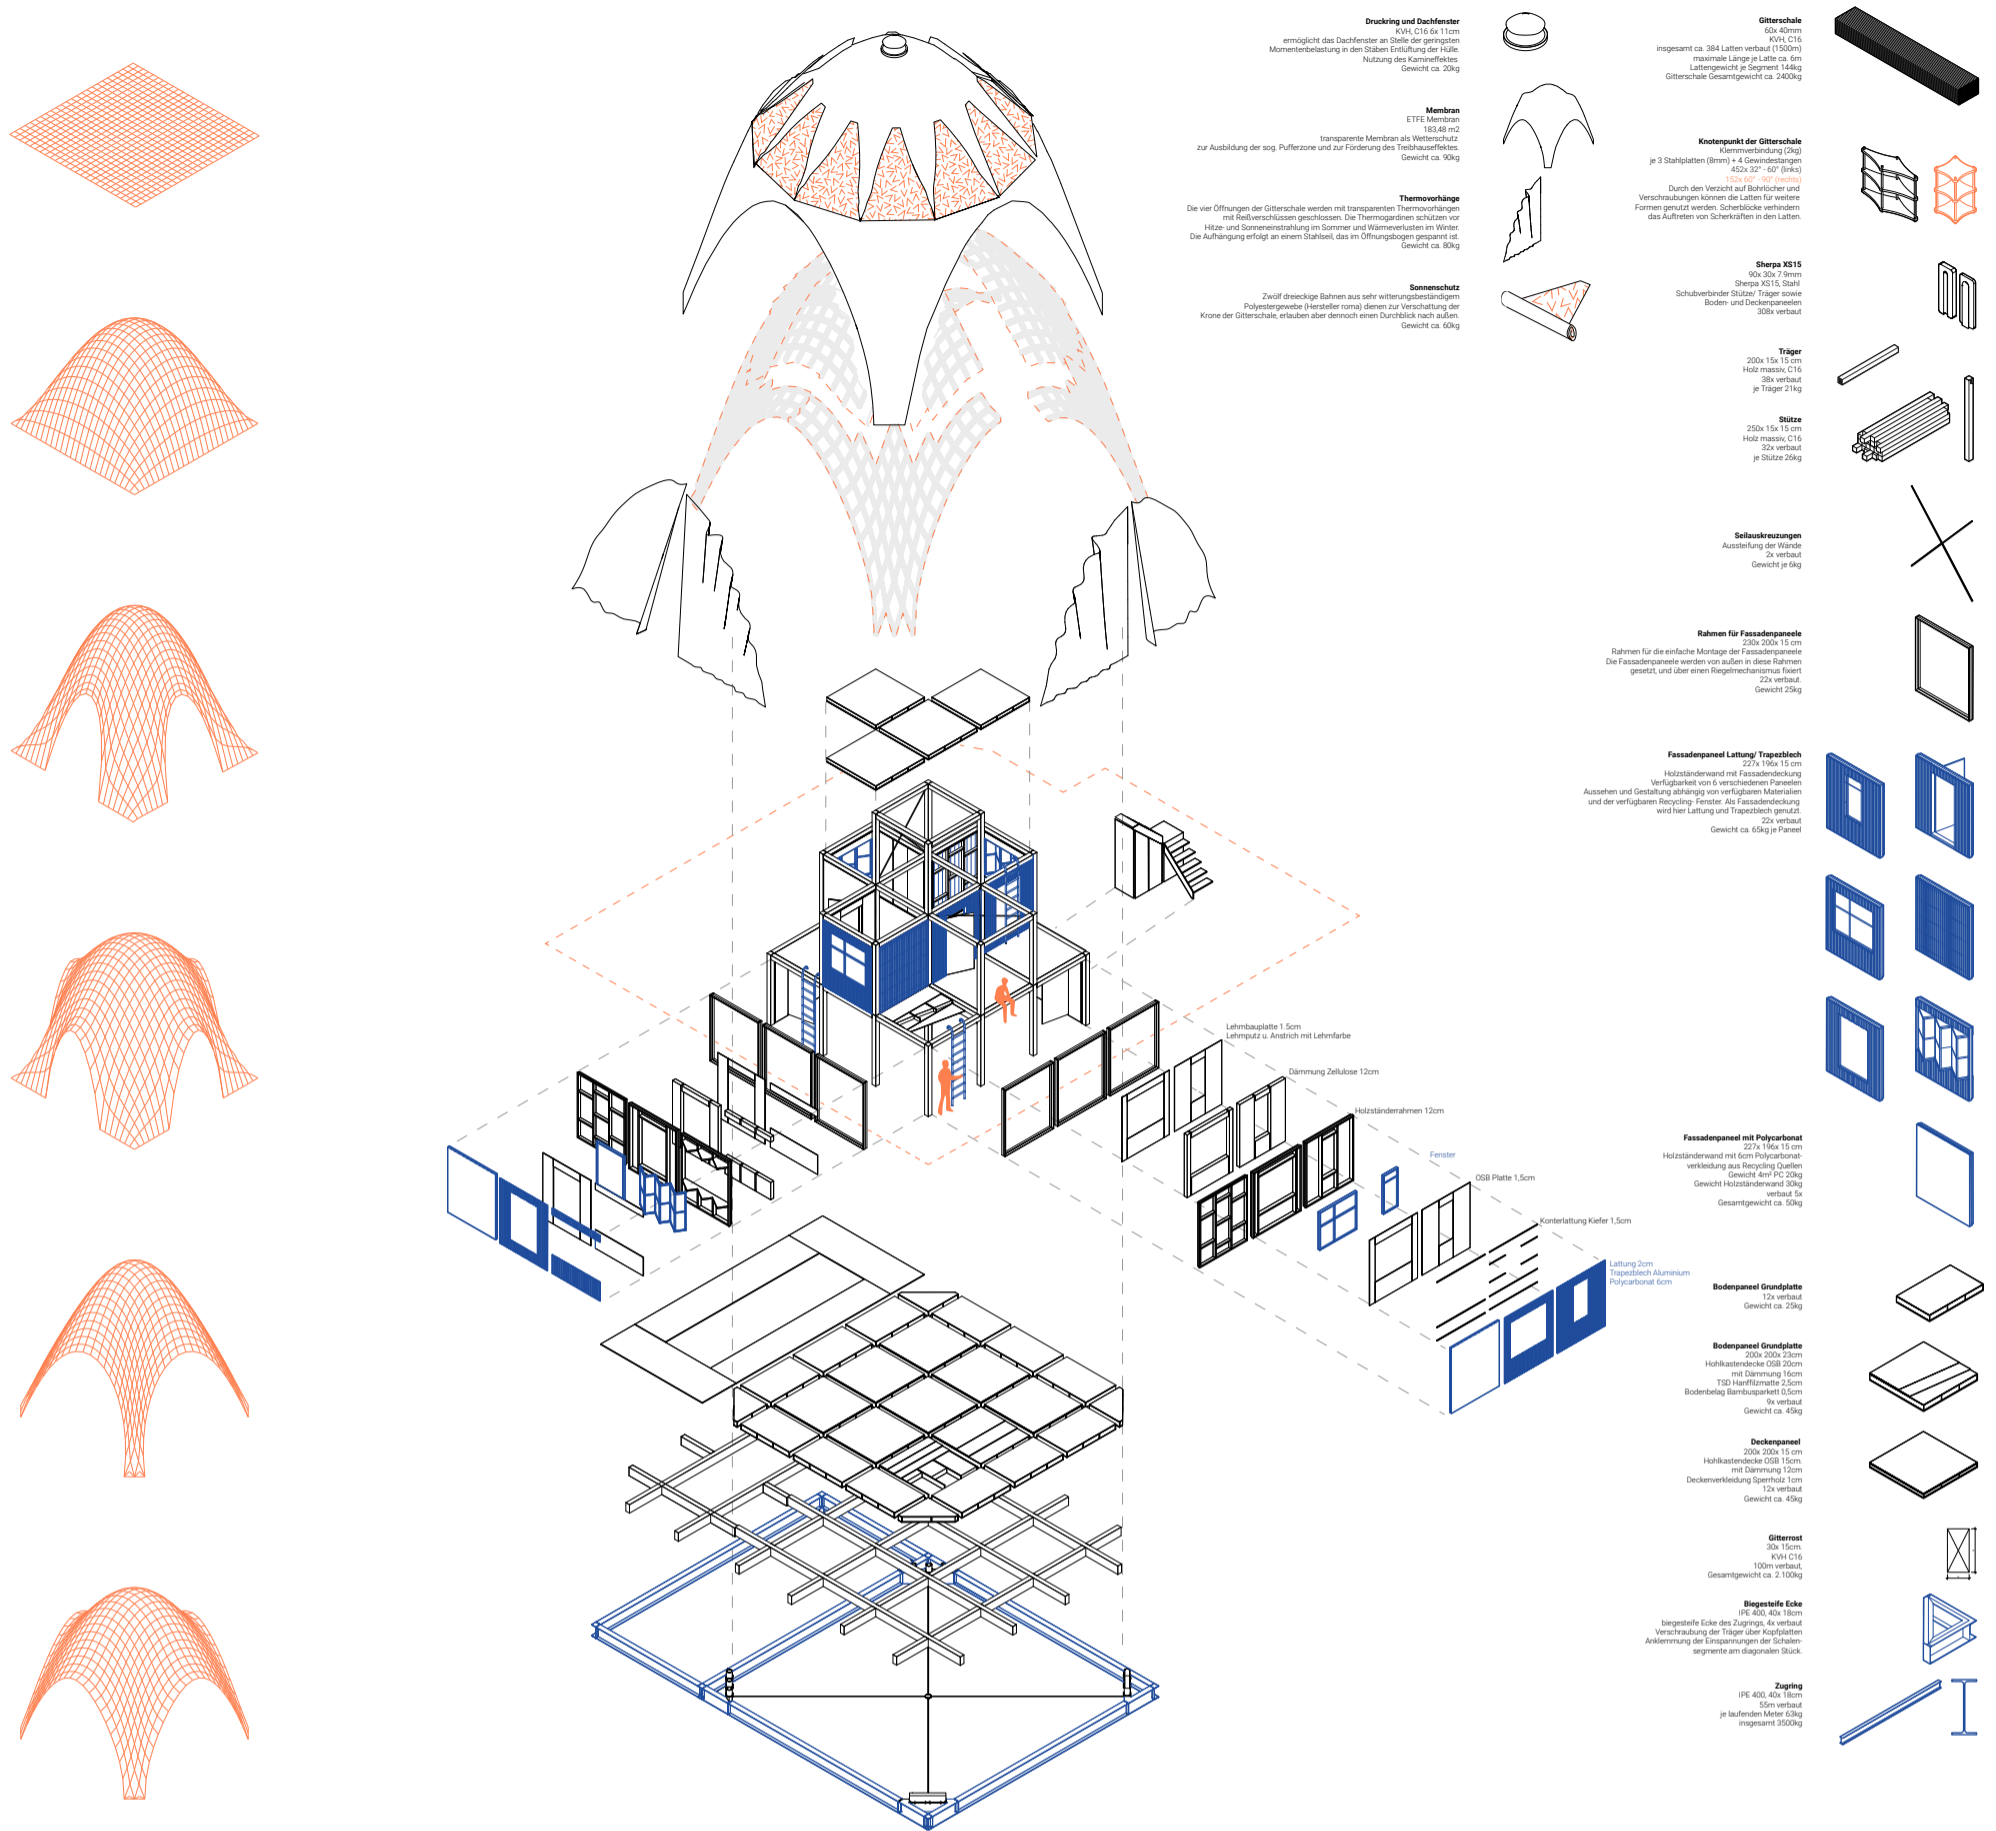 Druckring und Dachfenster
KVH, C16 6x 11cm
ermöglicht das Dachfenster an Stelle der geringsten
Momentenbelastung in den Stäben Entlüftung der Hülle.
Nutzung des Kamineffektes
Gewicht ca. 20kg
Membran
ETFE Membran
183,48 m2
transparente Membran als Wetterschutz
zur Ausbildung der sog. Pufferzone und zur Förderung des Treibhauseffektes.
Gewicht ca. 90kg
Thermovorhänge
Die vier Öffnungen der Gitterschale werden mit transparenten Thermovorhängen
mit Reißverschlüssen geschlossen. Die Thermogardinen schützen vor
Hitze- und Sonneneinstrahlung im Sommer und Wärmeverlusten im Winter.
Die Aufhängung erfolgt an einem Stahlseil, das im Öffnungsbogen gespannt ist.
Gewicht ca. 80kg
Sonnenschutz
Zwölf dreieckige Bahnen aus sehr witterungsbeständigem
Polyestergewebe (Hersteller roma) dienen zur Verschattung der
Krone der Gitterschale, erlauben aber dennoch einen Durchblick nach außen.
Gewicht ca. 60kg
Gitterschale
60x 40mm
KVH, C16
insgesamt ca. 384 Latten verbaut (1500m)
maximale Länge je Latte ca. 6m
Lattengewicht je Segment 144kg
Gitterschale Gesamtgewicht ca. 2400kg
Knotenpunkt der Gitterschale
Klemmverbindung (2kg)
je 3 Stahlplatten (8mm) + 4 Gewindestangen
452x 32° - 60° (links)
152x 60° - 90° (rechts)
Durch den Verzicht auf Bohrlöcher und
Verschraubungen können die Latten für weitere
Formen genutzt werden. Scherblöcke verhindern
das Auftreten von Scherkräften in den Latten.
Sherpa XS15
90x 30x 7.9mm
Sherpa XS15, Stahl
Schubverbinder Stütze/ Träger sowie
Boden- und Deckenpaneelen
308x verbaut
Träger
200x 15x 15 cm
Holz massiv, C16
38x verbaut
je Träger 21kg
Stütze
250x 15x 15 cm
Holz massiv, C16
32x verbaut
je Stütze 26kg
Seilauskreuzungen
Aussteifung der Wände
2x verbaut
Gewicht je 6kg
Rahmen für Fassadenpaneele
230x 200x 15 cm
Rahmen für die einfache Montage der Fassadenpaneele
Die Fassadenpaneele werden von außen in diese Rahmen
gesetzt, und über einen Riegelmechanismus fixiert
22x verbaut.
Gewicht 25kg
Fassadenpaneel Lattung/ Trapezblech
227x 196x 15 cm
Holzständerwand mit Fassadendeckung
Verfügbarkeit von 6 verschiedenen Paneelen
Aussehen und Gestaltung abhängig von verfügbaren Materialien
und der verfügbaren Recycling- Fenster. Als Fassadendeckung
wird hier Lattung und Trapezblech genutzt.
22x verbaut
Gewicht ca. 65kg je Paneel
Lehmbauplatte 1.5cm
Lehmputz u. Anstrich mit Lehmfarbe
Dämmung Zellulose 12cm
Holzständerrahmen 12cm
Fenster
OSB Platte 1,5cm
Konterlattung Kiefer 1,5cm
Lattung 2cm
Trapezblech Aluminium
Polycarbonat 6cm
Fassadenpaneel mit Polycarbonat
227x 196x 15 cm
Holzständerwand mit 6cm Polycarbonat-
verkleidung aus Recycling Quellen
Gewicht 4m² PC 20kg
Gewicht Holzständerwand 30kg
verbaut 5x
Gesamtgewicht ca. 50kg
Bodenpaneel Grundplatte
12x verbaut
Gewicht ca. 25kg
Bodenpaneel Grundplatte
200x 200x 23cm
Hohlkastendecke OSB 20cm
mit Dämmung 16cm
TSD Hanffilzmatte 2,5cm
Bodenbelag Bambusparkett 0,5cm
9x verbaut
Gewicht ca. 45kg
Deckenpaneel
200x 200x 15 cm
Hohlkastendecke OSB 15cm.
mit Dämmung 12cm
Deckenverkleidung Sperrholz 1cm
12x verbaut
Gewicht ca. 45kg
Gitterrost
30x 15cm.
KVH C16
100m verbaut,
Gesamtgewicht ca. 2.100kg
Biegesteife Ecke
IPE 400, 40x 18cm
biegesteife Ecke des Zugrings, 4x verbaut
Verschraubung der Träger über Kopfplatten
Anklemmung der Einspannungen der Schalen-
segmente am diagonalen Stück.
Zugring
IPE 400, 40x 18cm
55m verbaut
je laufenden Meter 63kg
insgesamt 3500kg